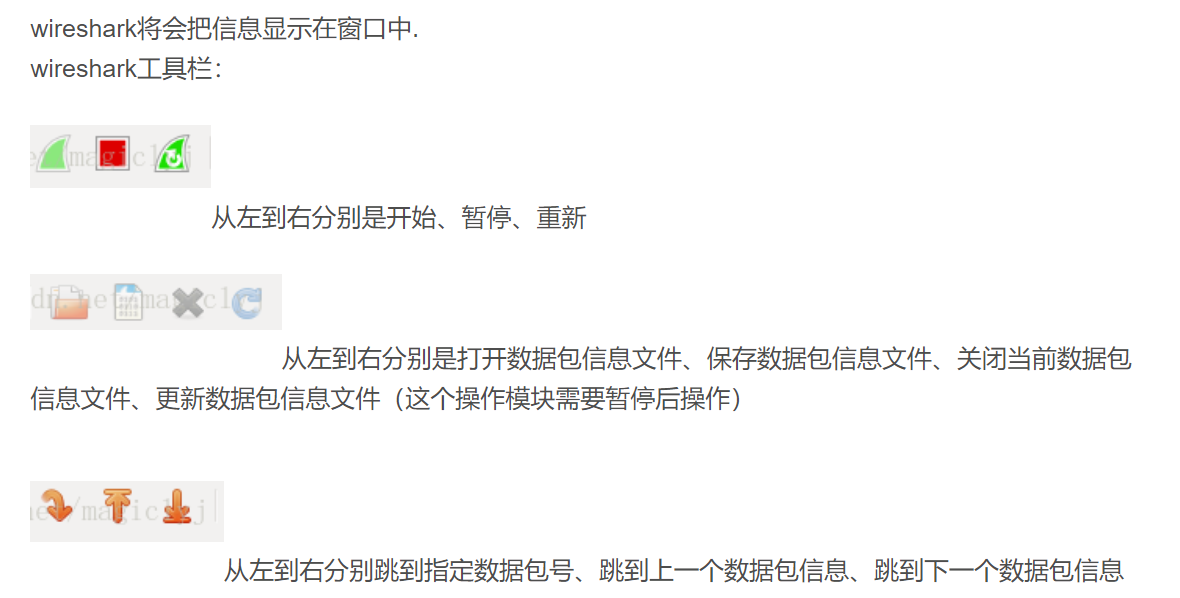 wireshark将会把信息显示在窗口中.
wireshark工具栏：
从左到右分别是开始、暂停、重新
从左到右分别是打开数据包信息文件、保存数据包信息文件、关闭当前数据包
信息文件、更新数据包信息文件（这个操作模块需要暂停后操作）
从左到右分别跳到指定数据包号、跳到上一个数据包信息、跳到下一个数据包信息